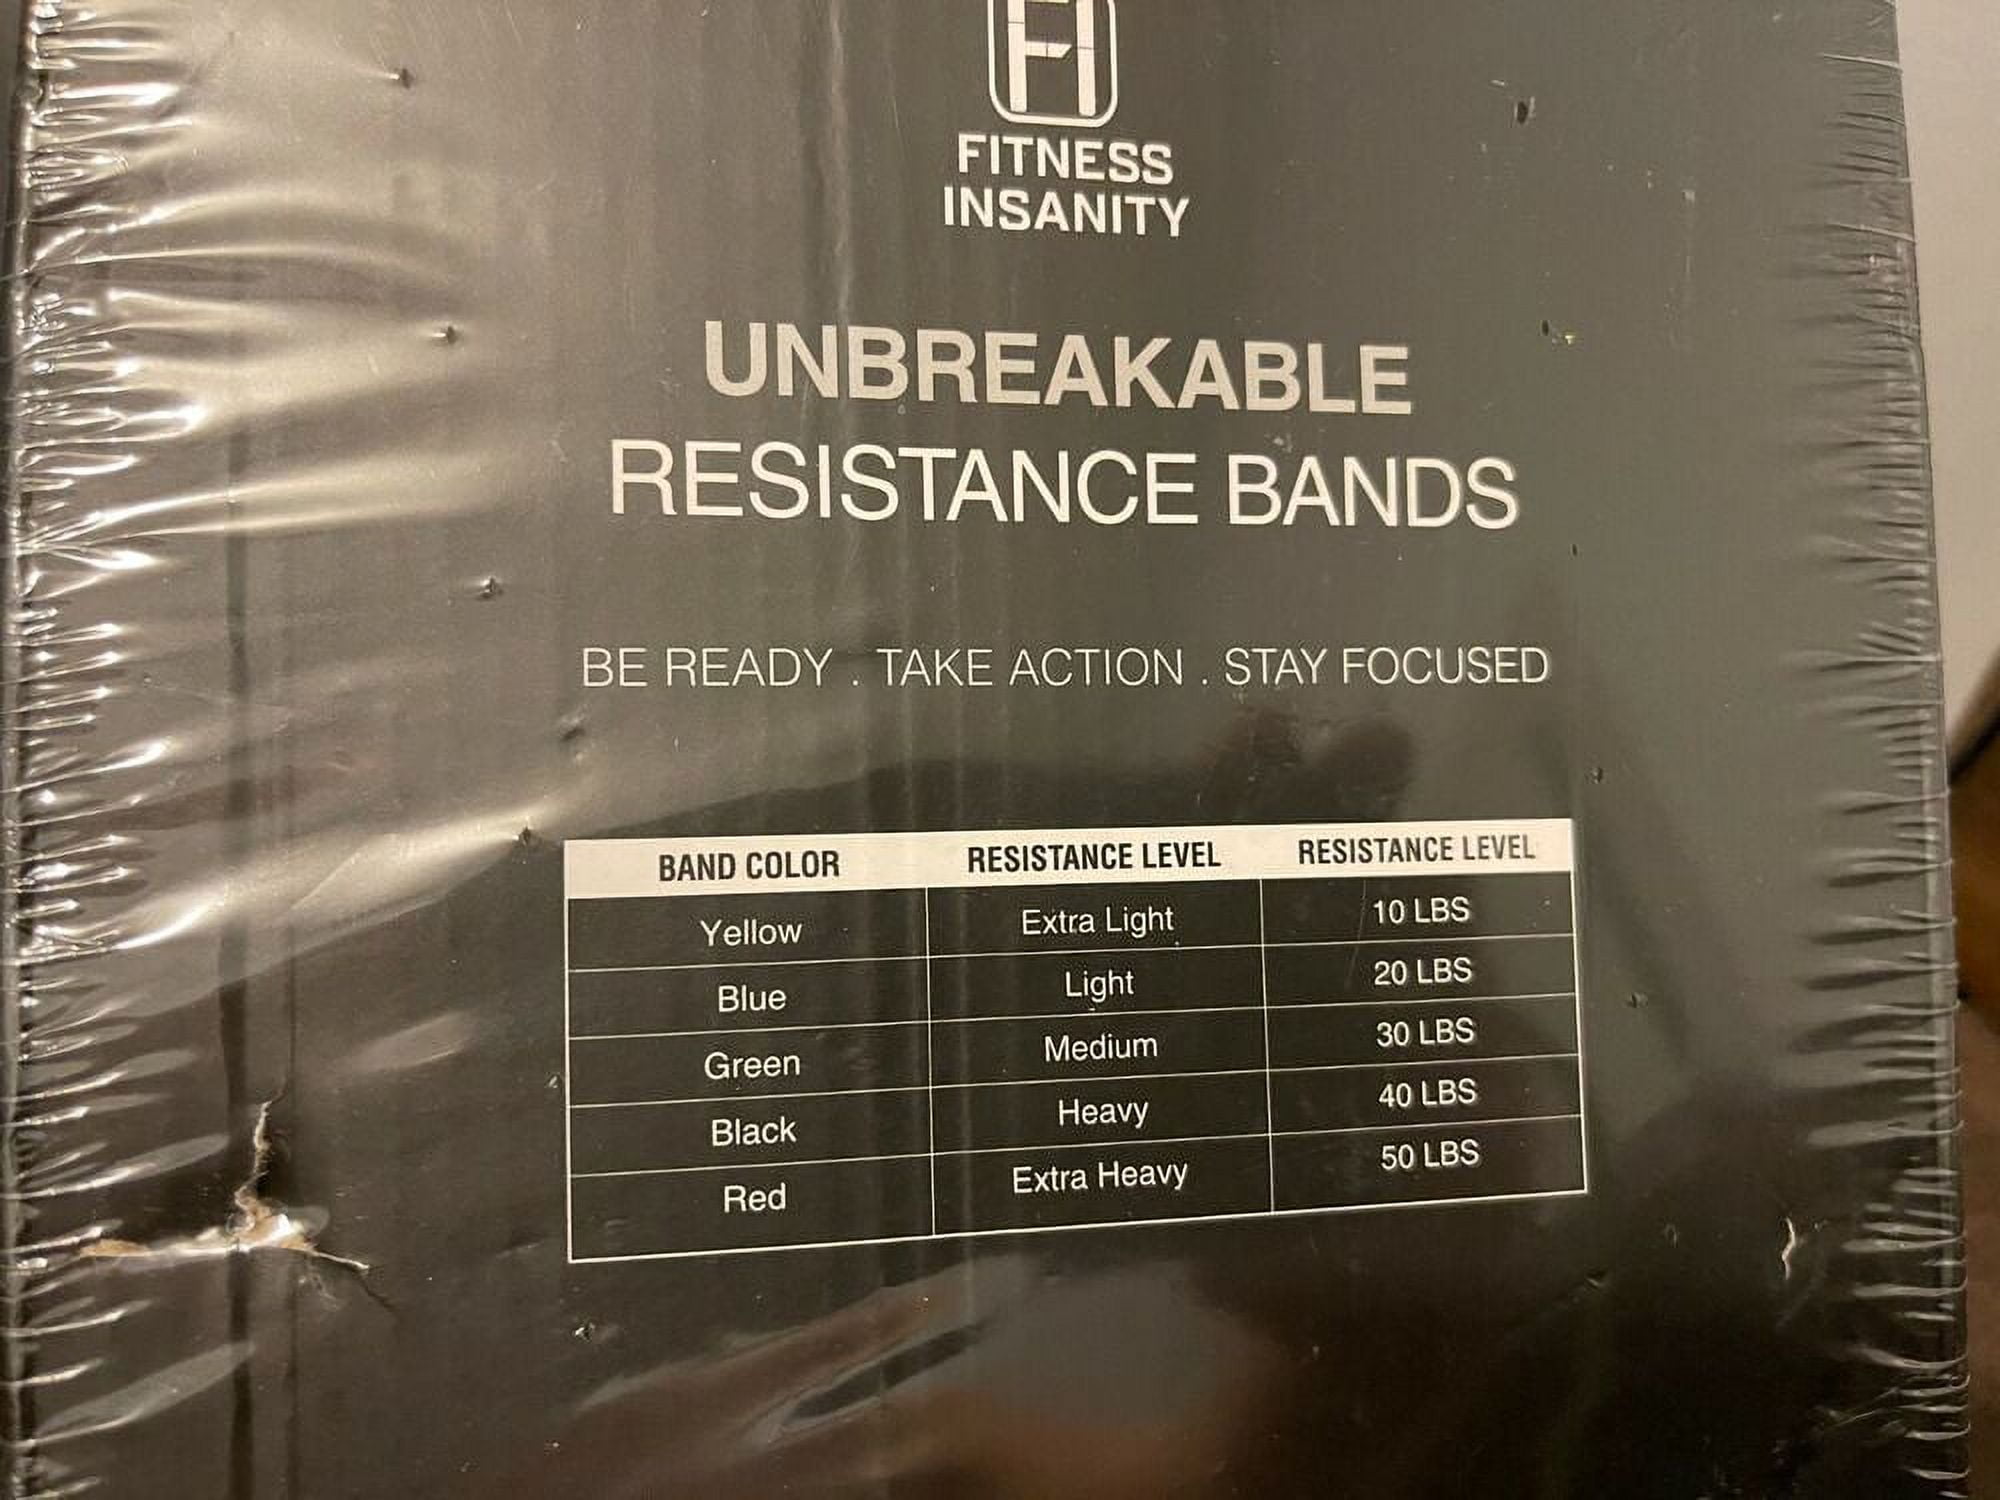 FI
FITNESS
INSANITY
UNBREAKABLE
RESISTANCE BANDS
BE READY . TAKE ACTION . STAY FOCUSED
BAND COLOR RESISTANCE LEVEL RESISTANCE LEVEL
Yellow Extra Light 10 LBS
Blue Light 20 LBS
Green Medium 30 LBS
Black Heavy 40 LBS
Red Extra Heavy 50 LBS